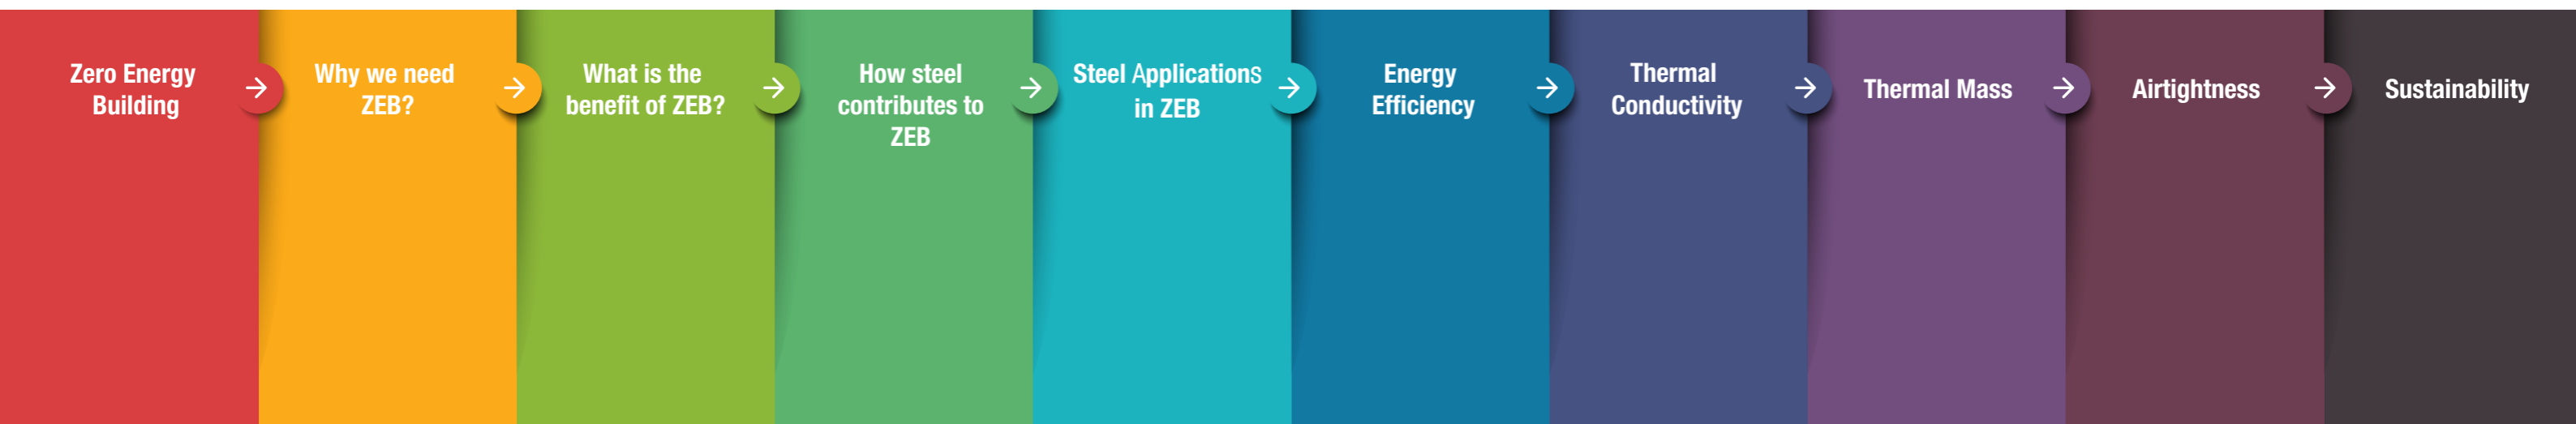 Zero Energy
Building
Why we need
ZEB?
What is the
benefit of ZEB?
How steel
contributes to
ZEB
Steel Applications
in ZEB
Energy
Efficiency
Thermal
Conductivity
Thermal Mass
Airtightness
Sustainability